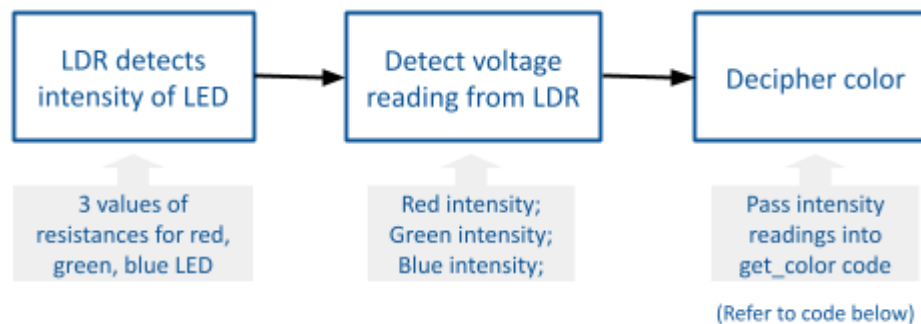 LDR detects
intensity of LED
Detect voltage
reading from LDR
Decipher color
3 values of
resistances for red,
green, blue LED
Red intensity;
Green intensity;
Blue intensity;
Pass intensity
readings into
get_color code
(Refer to code below)